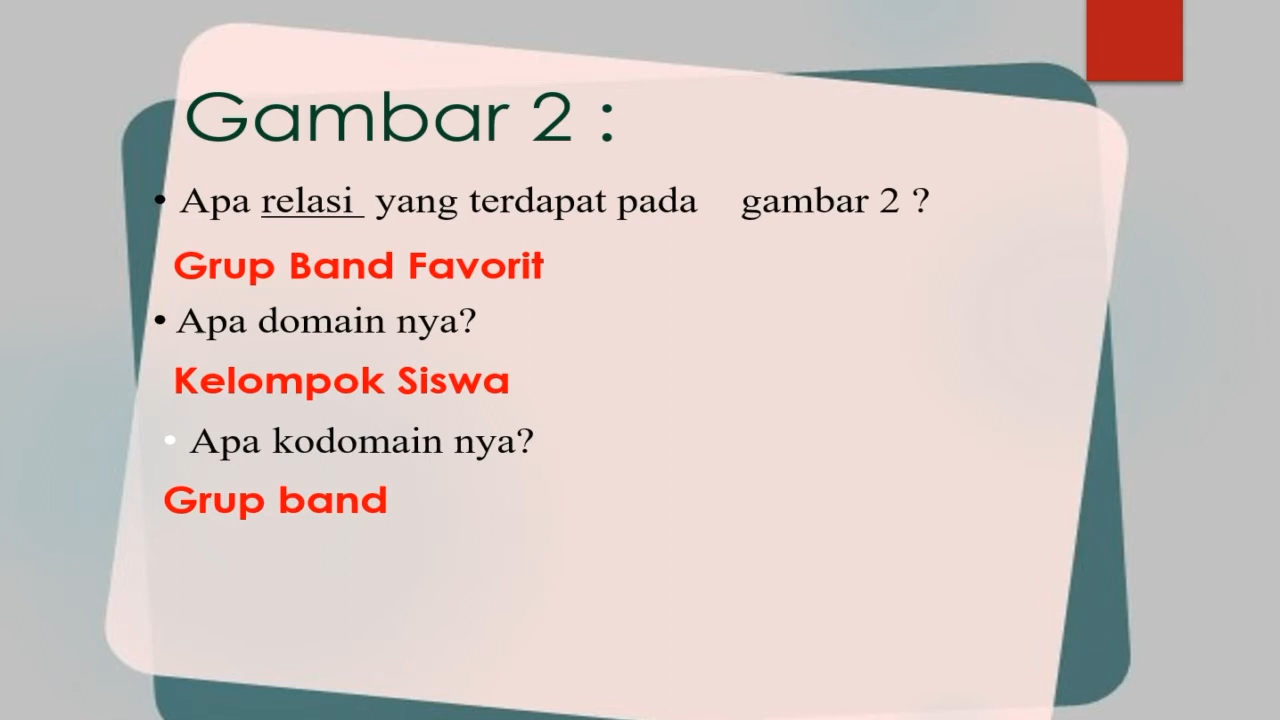 Gambar 2 :
• Apa relasi yang terdapat pada gambar 2 ?
Grup Band Favorit
• Apa domain nya?
Kelompok Siswa
• Apa kodomain nya?
Grup band